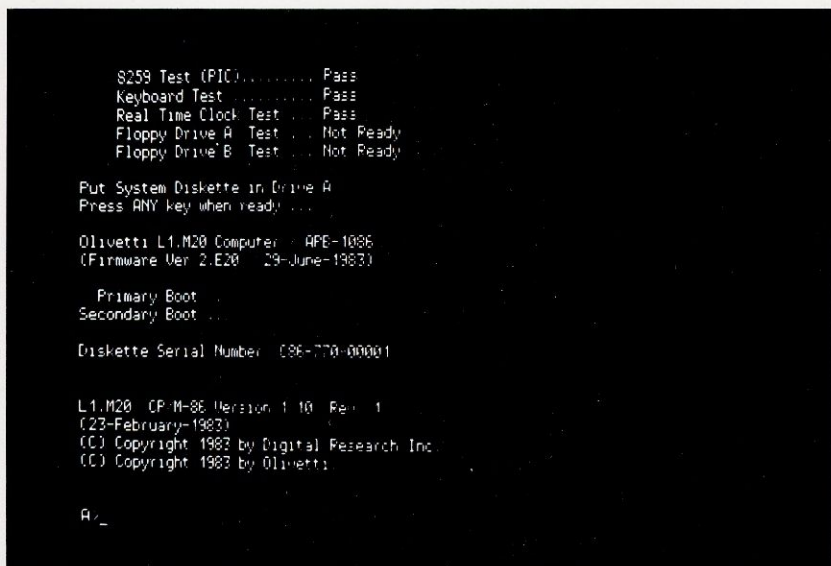 8259 Test (PIC)......... Pass
Keyboard Test .......... Pass
Real Time Clock Test ... Pass
Floppy Drive A Test ... Not Ready
Floppy Drive B Test ... Not Ready
Put System Diskette in Drive A
Press ANY key when ready ...
Olivetti L1.M20 Computer / APB-1086
(Firmware Ver 2.E20 29-June-1983)
Primary Boot .
Secondary Boot ...
Diskette Serial Number C86-770-00001
L1.M20 CP/M-86 Version 1.10 Rev. 1
(23-February-1983)
(C) Copyright 1983 by Digital Research Inc.
(C) Copyright 1983 by Olivetti
A>_